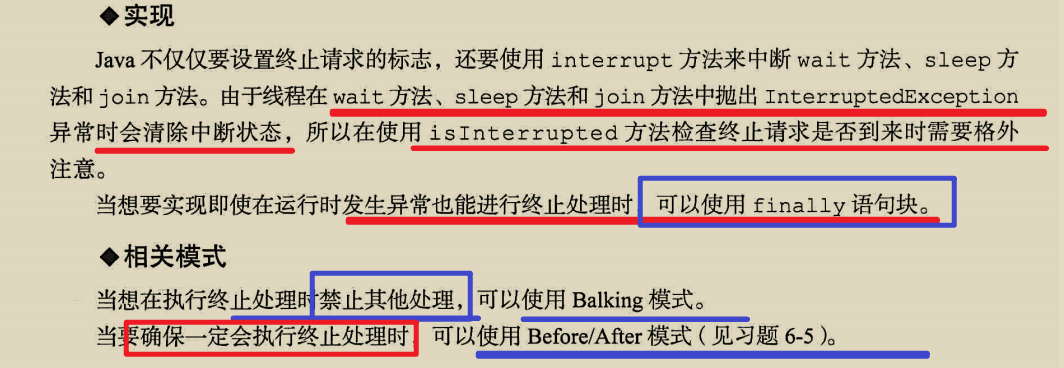 ◆实现
Java 不仅仅要设置终止请求的标志，还要使用 interrupt 方法来中断 wait 方法、sleep 方
法和 join 方法。由于线程在 wait 方法、sleep 方法和 join 方法中抛出 InterruptedException
异常时会清除中断状态，所以在使用 isInterrupted 方法检查终止请求是否到来时需要格外
注意。
当想要实现即使在运行时发生异常也能进行终止处理时，可以使用 finally 语句块。
◆相关模式
当想在执行终止处理时禁止其他处理，可以使用 Balking 模式。
当要确保一定会执行终止处理时，可以使用 Before/After 模式（见习题 6-5）。